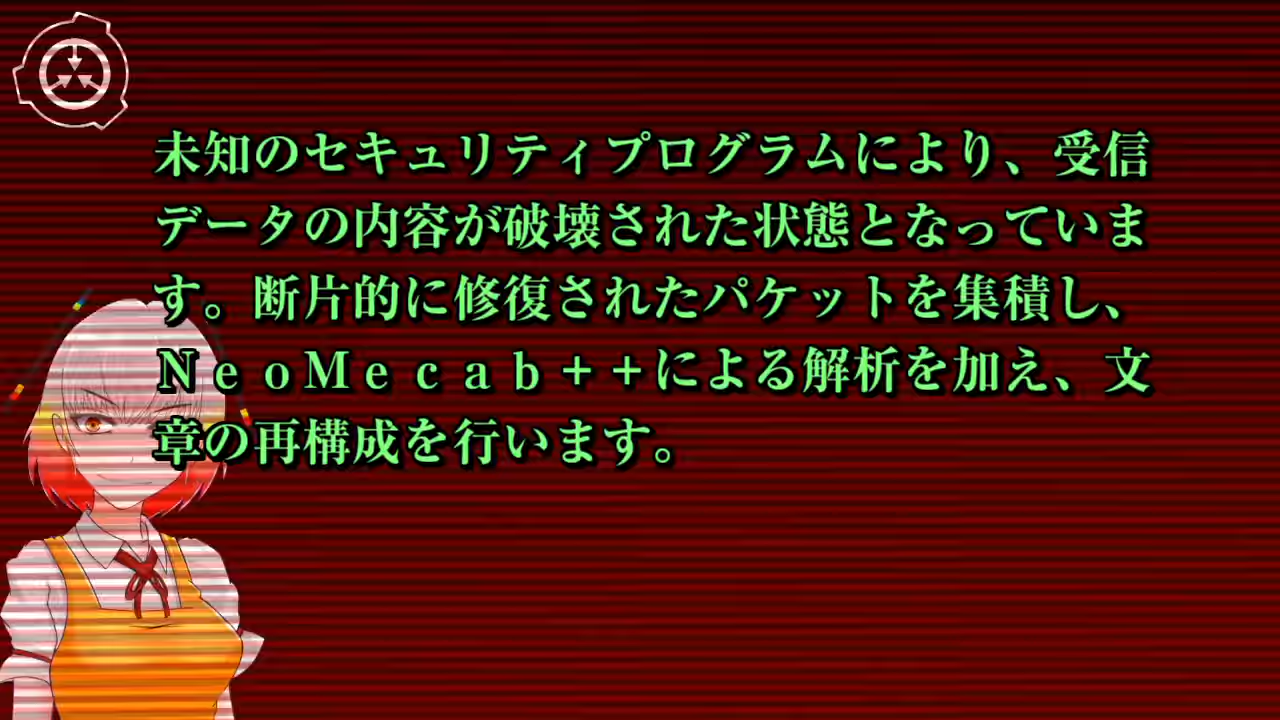 未知のセキュリティプログラムにより、受信
データの内容が破壊された状態となっていま
す。断片的に修復されたパケットを集積し、
ＮｅｏＭｅｃａｂ＋＋による解析を加え、文
章の再構成を行います。